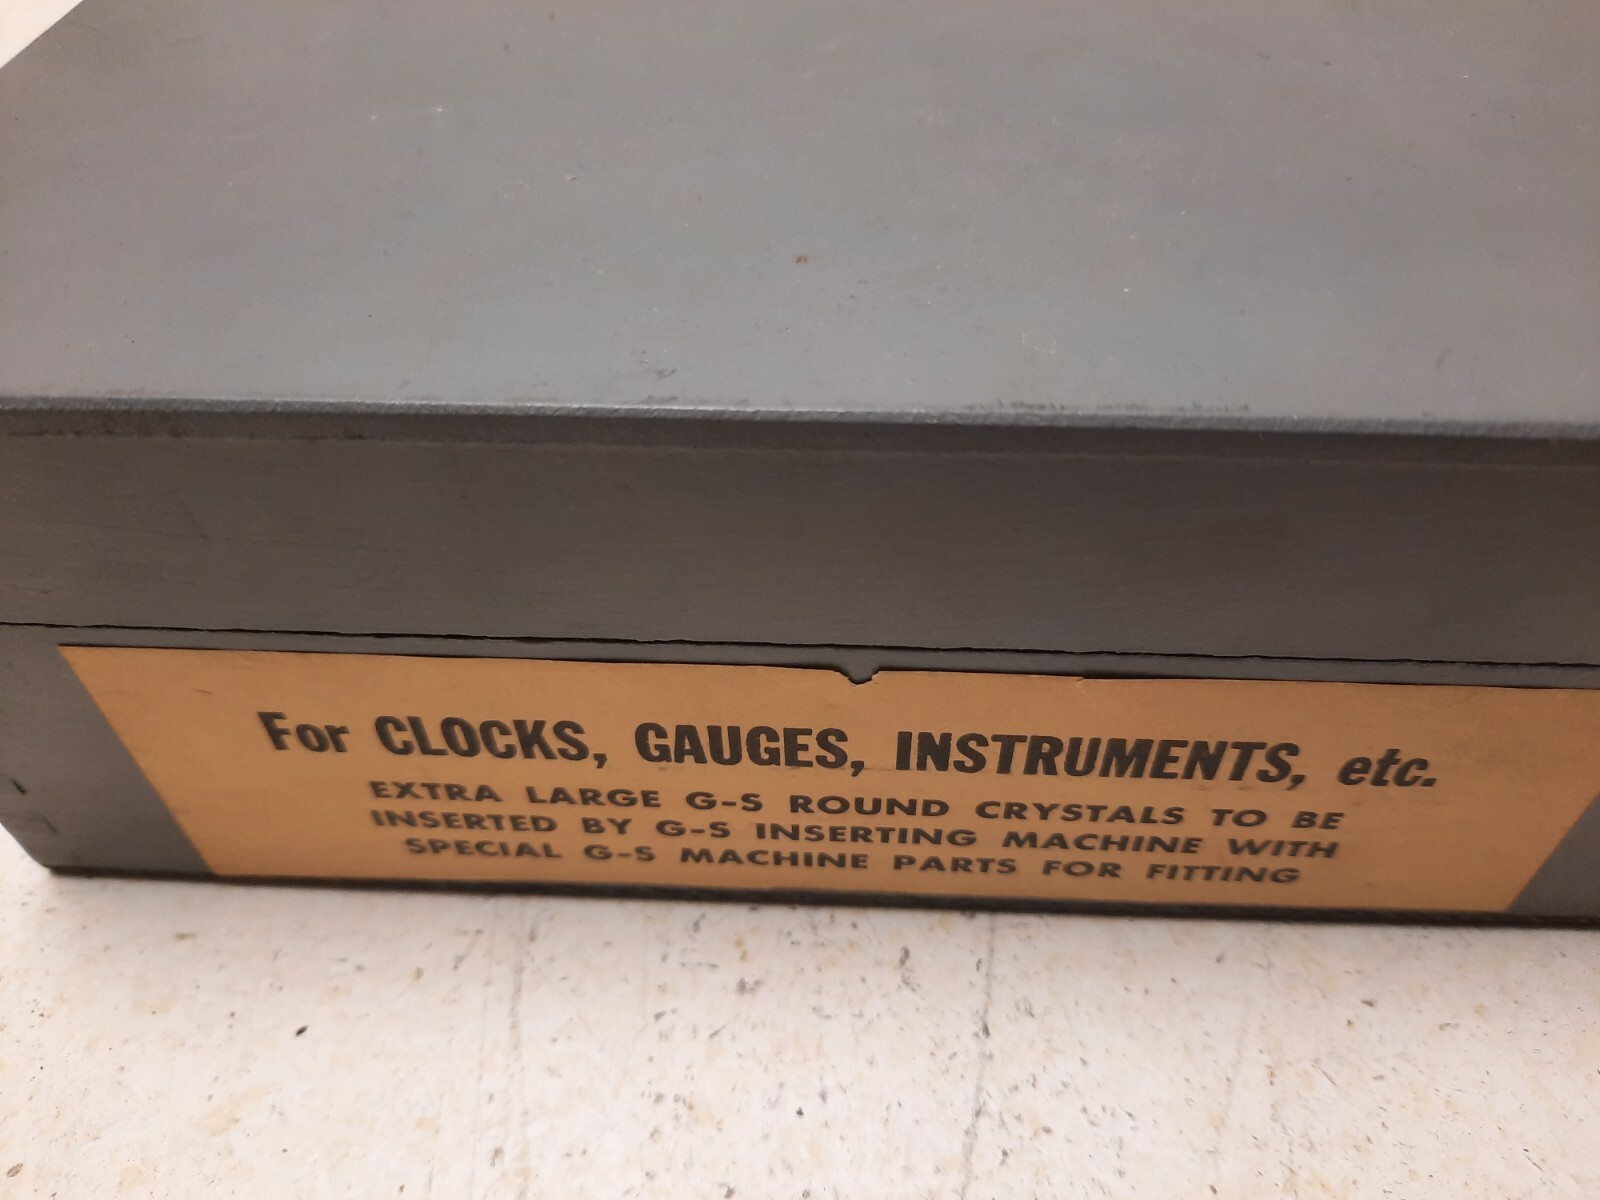 For CLOCKS, GAUGES, INSTRUMENTS, etc.
EXTRA LARGE G-S ROUND CRYSTALS TO BE
INSERTED BY G-S INSERTING MACHINE WITH
SPECIAL G-S MACHINE PARTS FOR FITTING